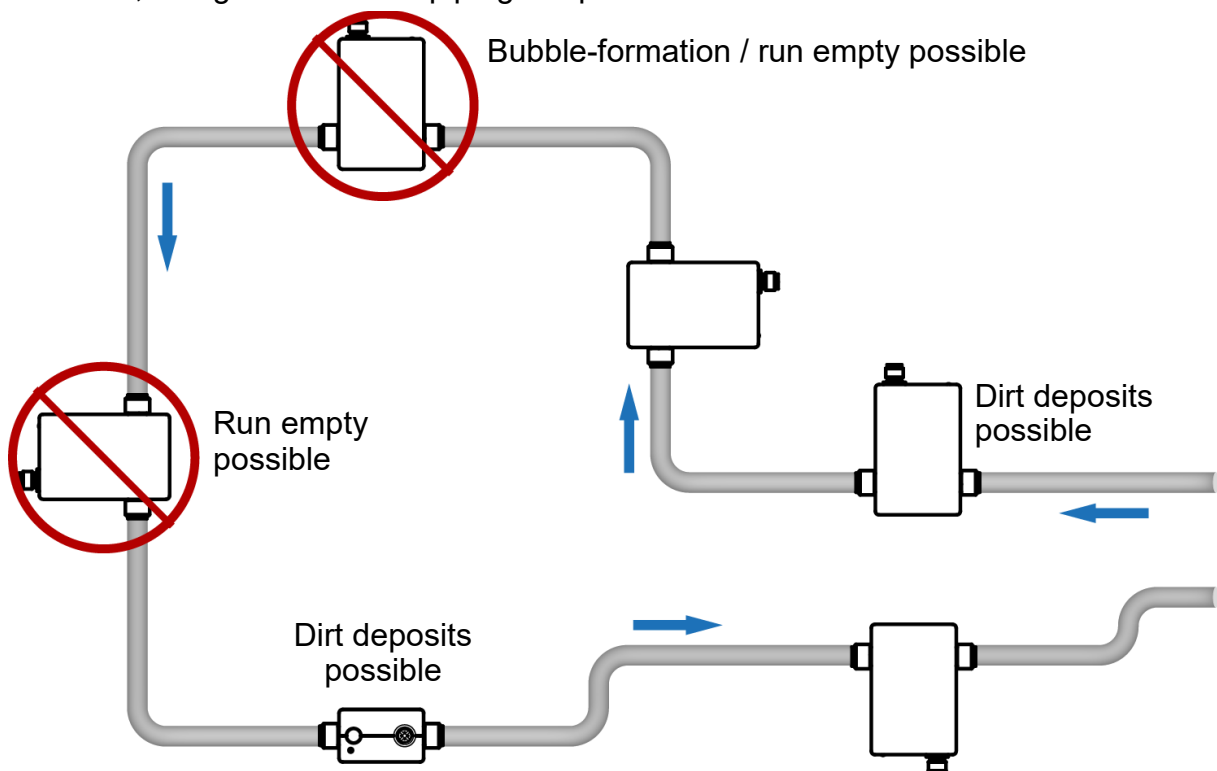 Bubble-formation / run empty possible
Run empty
possible
Dirt deposits
possible
Dirt deposits
possible